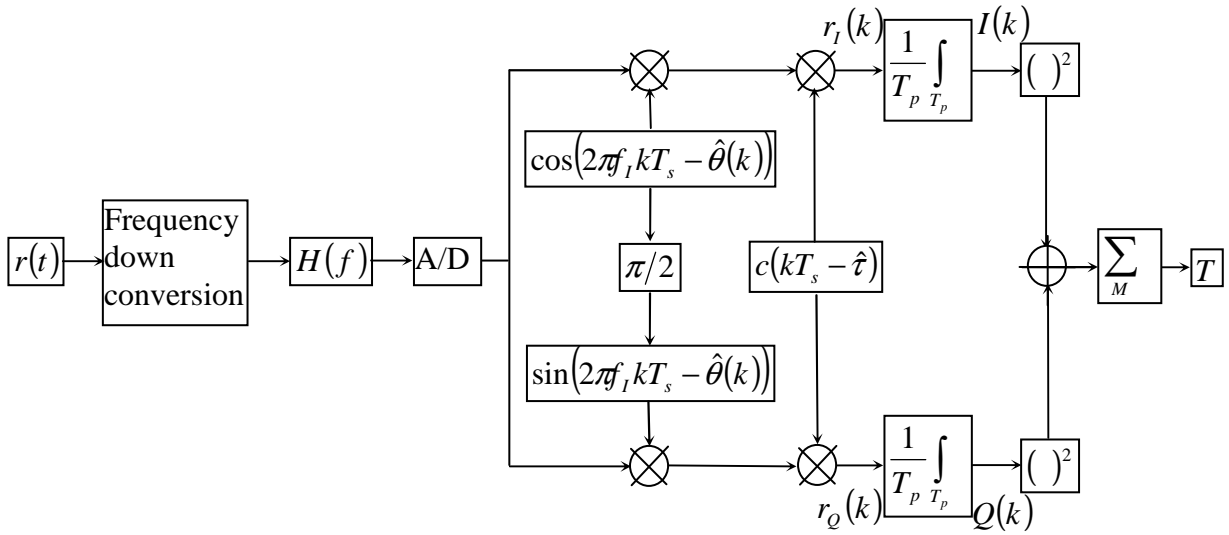 r(t)
Frequency
down
conversion
H(f)
A/D
cos(2πf_I kT_s − θ̂(k))
π/2
sin(2πf_I kT_s − θ̂(k))
c(kT_s − τ̂)
r_I(k)
1/T_p ∫_{T_p}
I(k)
( )²
r_Q(k)
1/T_p ∫_{T_p}
Q(k)
( )²
∑_M
T